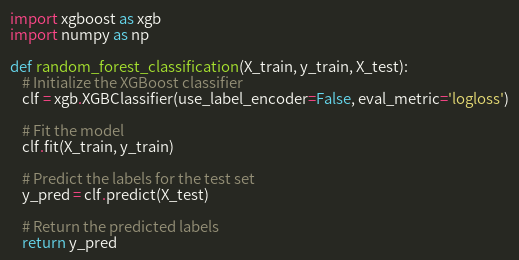 import xgboost as xgb
import numpy as np
def random_forest_classification(X_train, y_train, X_test):
# Initialize the XGBoost classifier
clf = xgb.XGBClassifier(use_label_encoder=False, eval_metric='logloss')
# Fit the model
clf.fit(X_train, y_train)
# Predict the labels for the test set
y_pred = clf.predict(X_test)
# Return the predicted labels
return y_pred